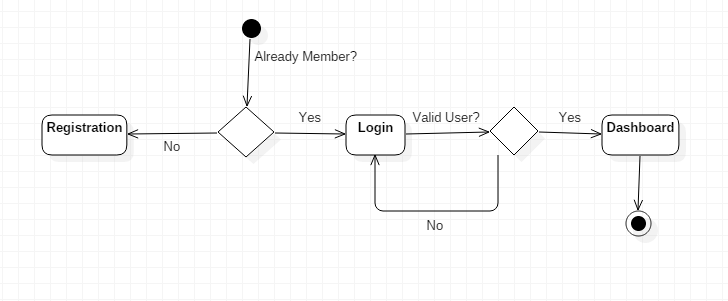 Already Member?
Registration
No
Yes
Login
Valid User?
Yes
Dashboard
No